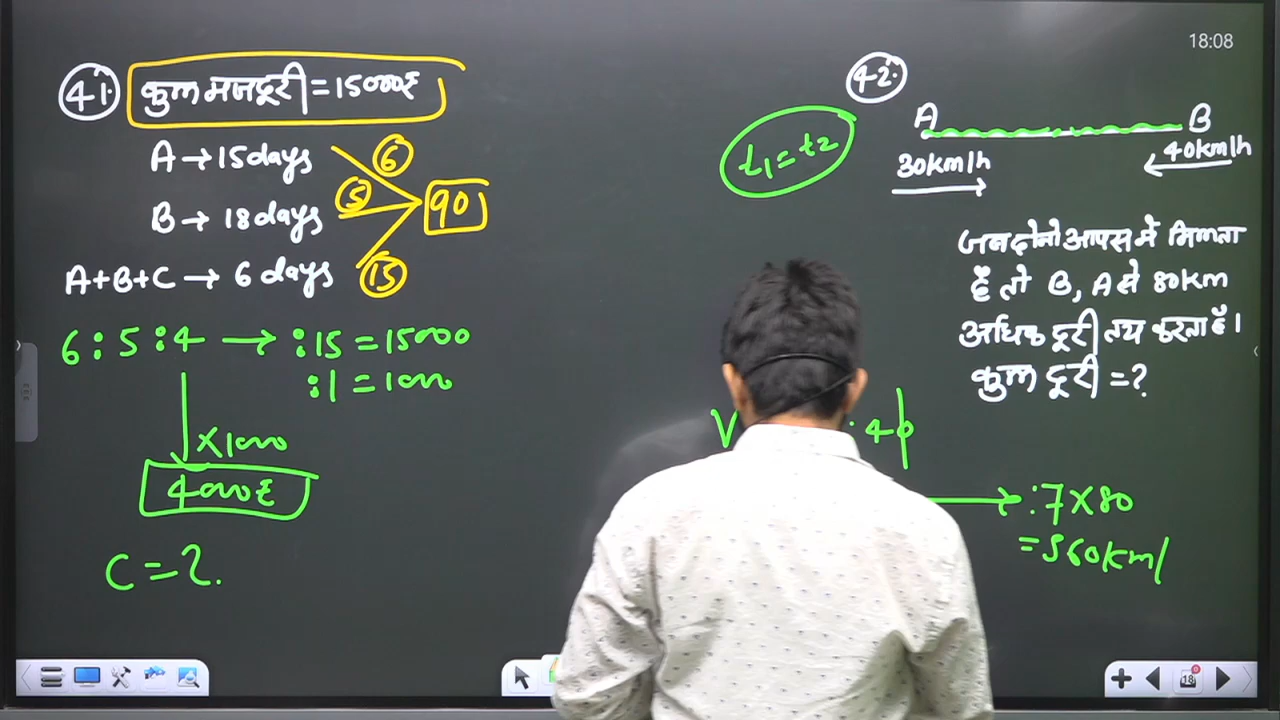 18:08
41. कुल मजदूरी = 15000₹
A → 15 days
6
B → 18 days
5
90
A+B+C → 6 days
15
6 : 5 : 4 → : 15 = 15000
: 1 = 1000
×1000
4000₹
C = ?.
42.
A B
t₁ = t₂
30km/h
40km/h
जब दोनो आपस में मिलता
हैं तो B, A से 80km
अधिक दूरी तय करता है।
कुल दूरी = ?
V : 40
: 7 × 80
= 560km/
18